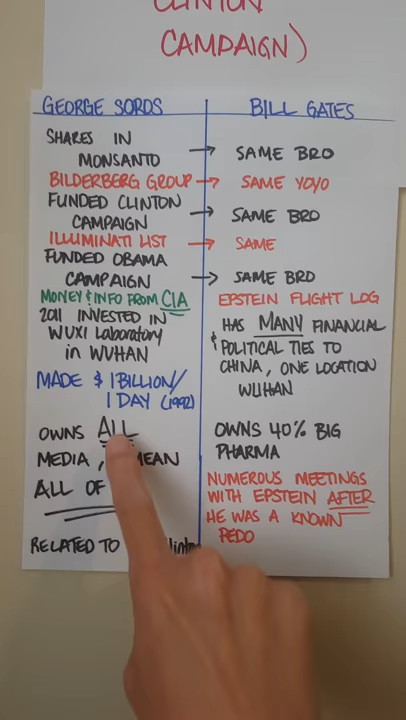 CLINTON
CAMPAIGN)
GEORGE SOROS
BILL GATES
SHARES IN
MONSANTO → SAME BRO
BILDERBERG GROUP → SAME YOYO
FUNDED CLINTON
CAMPAIGN → SAME BRO
ILLUMINATI LIST → SAME
FUNDED OBAMA
CAMPAIGN → SAME BRO
MONEY & INFO FROM CIA
2011 INVESTED IN
WUXI Laboratory
in WUHAN
MADE $ 1 BILLION/
1 DAY (1992)
OWNS ALL
MEDIA, MEAN
ALL OF
RELATED TO
EPSTEIN FLIGHT LOG
HAS MANY FINANCIAL
& POLITICAL TIES TO
CHINA, ONE LOCATION
WUHAN
OWNS 40% BIG
PHARMA
NUMEROUS MEETINGS
WITH EPSTEIN AFTER
HE WAS A KNOWN
PEDO